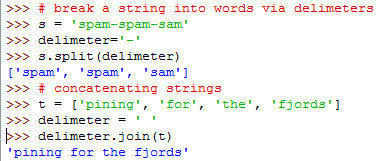 >>> # break a string into words via delimeters
>>> s = 'spam-spam-sam'
>>> delimeter='-'
>>> s.split(delimeter)
['spam', 'spam', 'sam']
>>> # concatenating strings
>>> t = ['pining', 'for', 'the', 'fjords']
>>> delimeter = ' '
>>> delimeter.join(t)
'pining for the fjords'